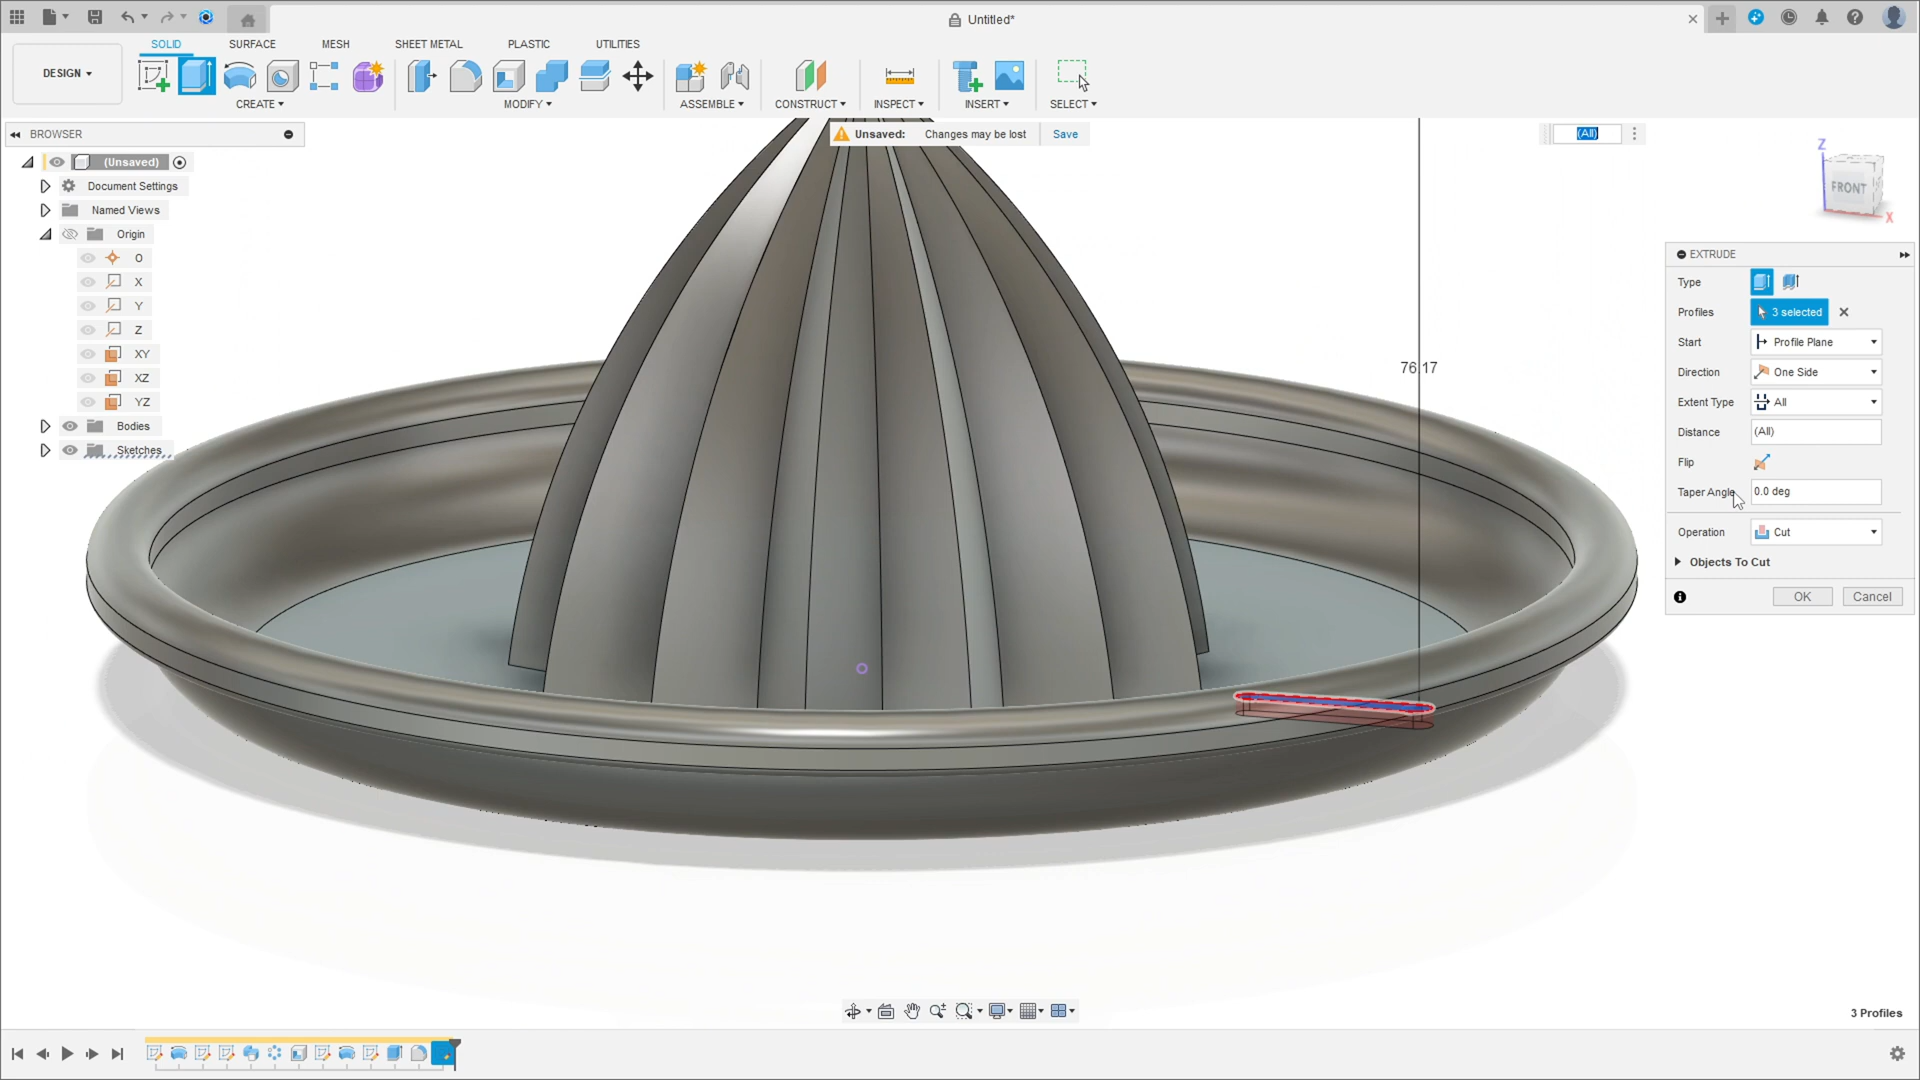 Untitled*
DESIGN
SOLID
SURFACE
MESH
SHEET METAL
PLASTIC
UTILITIES
CREATE
MODIFY
ASSEMBLE
CONSTRUCT
INSPECT
INSERT
SELECT
BROWSER
Unsaved: Changes may be lost Save
(All)
(Unsaved)
Document Settings
Named Views
Origin
O
X
Y
Z
XY
XZ
YZ
Bodies
Sketches
Z
FRONT
X
76.17
EXTRUDE
Type
Profiles 3 selected
Start Profile Plane
Direction One Side
Extent Type All
Distance (All)
Flip
Taper Angle 0.0 deg
Operation Cut
Objects To Cut
OK Cancel
3 Profiles